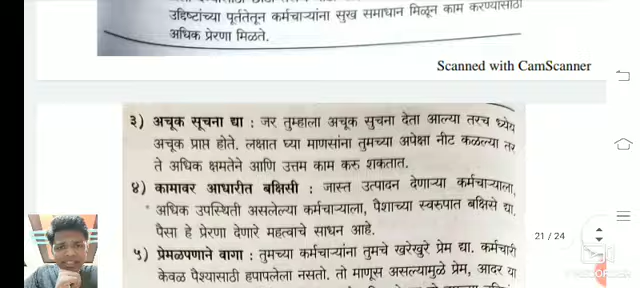 उद्दिष्टांच्या पूर्ततेतून कर्मचाऱ्यांना सुख समाधान मिळून काम करण्यासाठी
अधिक प्रेरणा मिळते.
Scanned with CamScanner
३) अचूक सूचना द्या : जर तुम्हाला अचूक सुचना देता आल्या तरच ध्येय
अचूक प्राप्त होते. लक्षात घ्या माणसांना तुमच्या अपेक्षा नीट कळल्या तर
ते अधिक क्षमतेने आणि उत्तम काम करु शकतात.
४) कामावर आधारीत बक्षिसी : जास्त उत्पादन देणाऱ्या कर्मचाऱ्याला,
अधिक उपस्थिती असलेल्या कर्मचाऱ्याला, पैशाच्या स्वरुपात बक्षिसे द्या.
पैसा हे प्रेरणा देणारे महत्वाचे साधन आहे.
21 / 24
५) प्रेमळपणाने वागा : तुमच्या कर्मचाऱ्यांना तुमचे खरेखुरे प्रेम द्या. कर्मचारी
केवळ पैश्यासाठी हपापलेला नसतो. तो माणूस असल्यामुळे प्रेम, आदर या